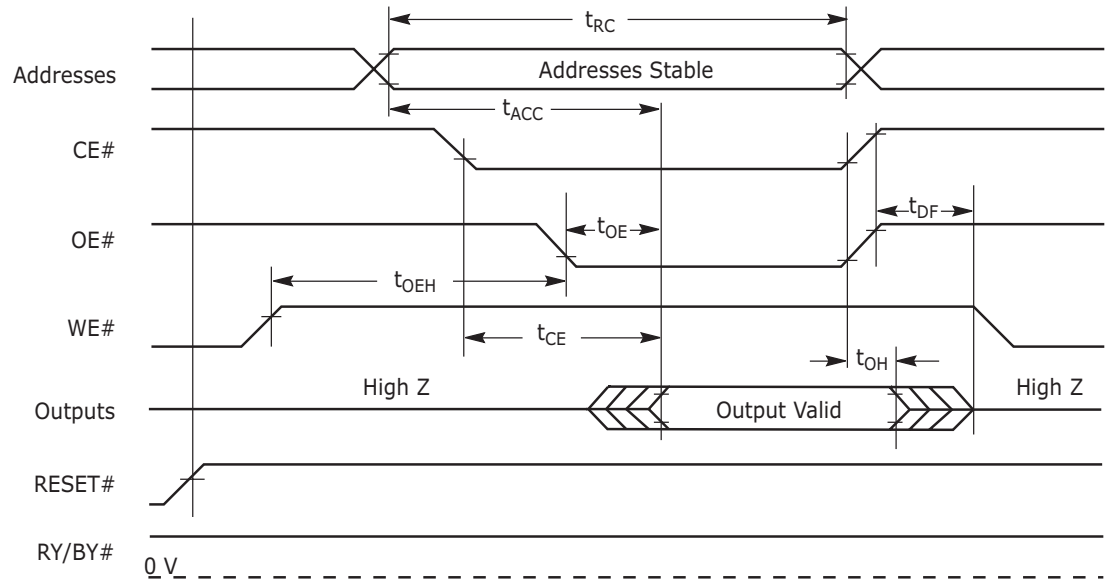 tRC
Addresses
Addresses Stable
tACC
CE#
tDF
tOE
OE#
tOEH
WE#
tCE
tOH
High Z
High Z
Outputs
Output Valid
RESET#
RY/BY#
0 V